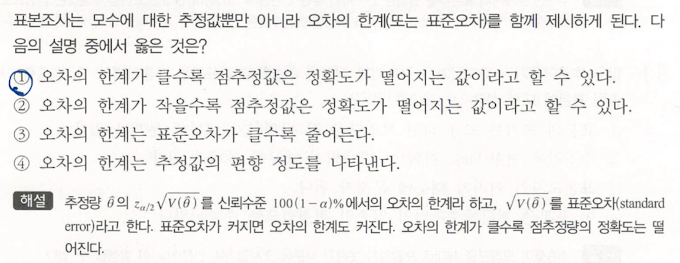 표본조사는 모수에 대한 추정값뿐만 아니라 오차의 한계(또는 표준오차)를 함께 제시하게 된다. 다
음의 설명 중에서 옳은 것은?
① 오차의 한계가 클수록 점추정값은 정확도가 떨어지는 값이라고 할 수 있다.
② 오차의 한계가 작을수록 점추정값은 정확도가 떨어지는 값이라고 할 수 있다.
③ 오차의 한계는 표준오차가 클수록 줄어든다.
④ 오차의 한계는 추정값의 편향 정도를 나타낸다.
해설 추정량 θ̂의 z_{α/2}√V(θ̂)를 신뢰수준 100(1-α)%에서의 오차의 한계라 하고, √V(θ̂)를 표준오차(standard
error)라고 한다. 표준오차가 커지면 오차의 한계도 커진다. 오차의 한계가 클수록 점추정량의 정확도는 떨
어진다.